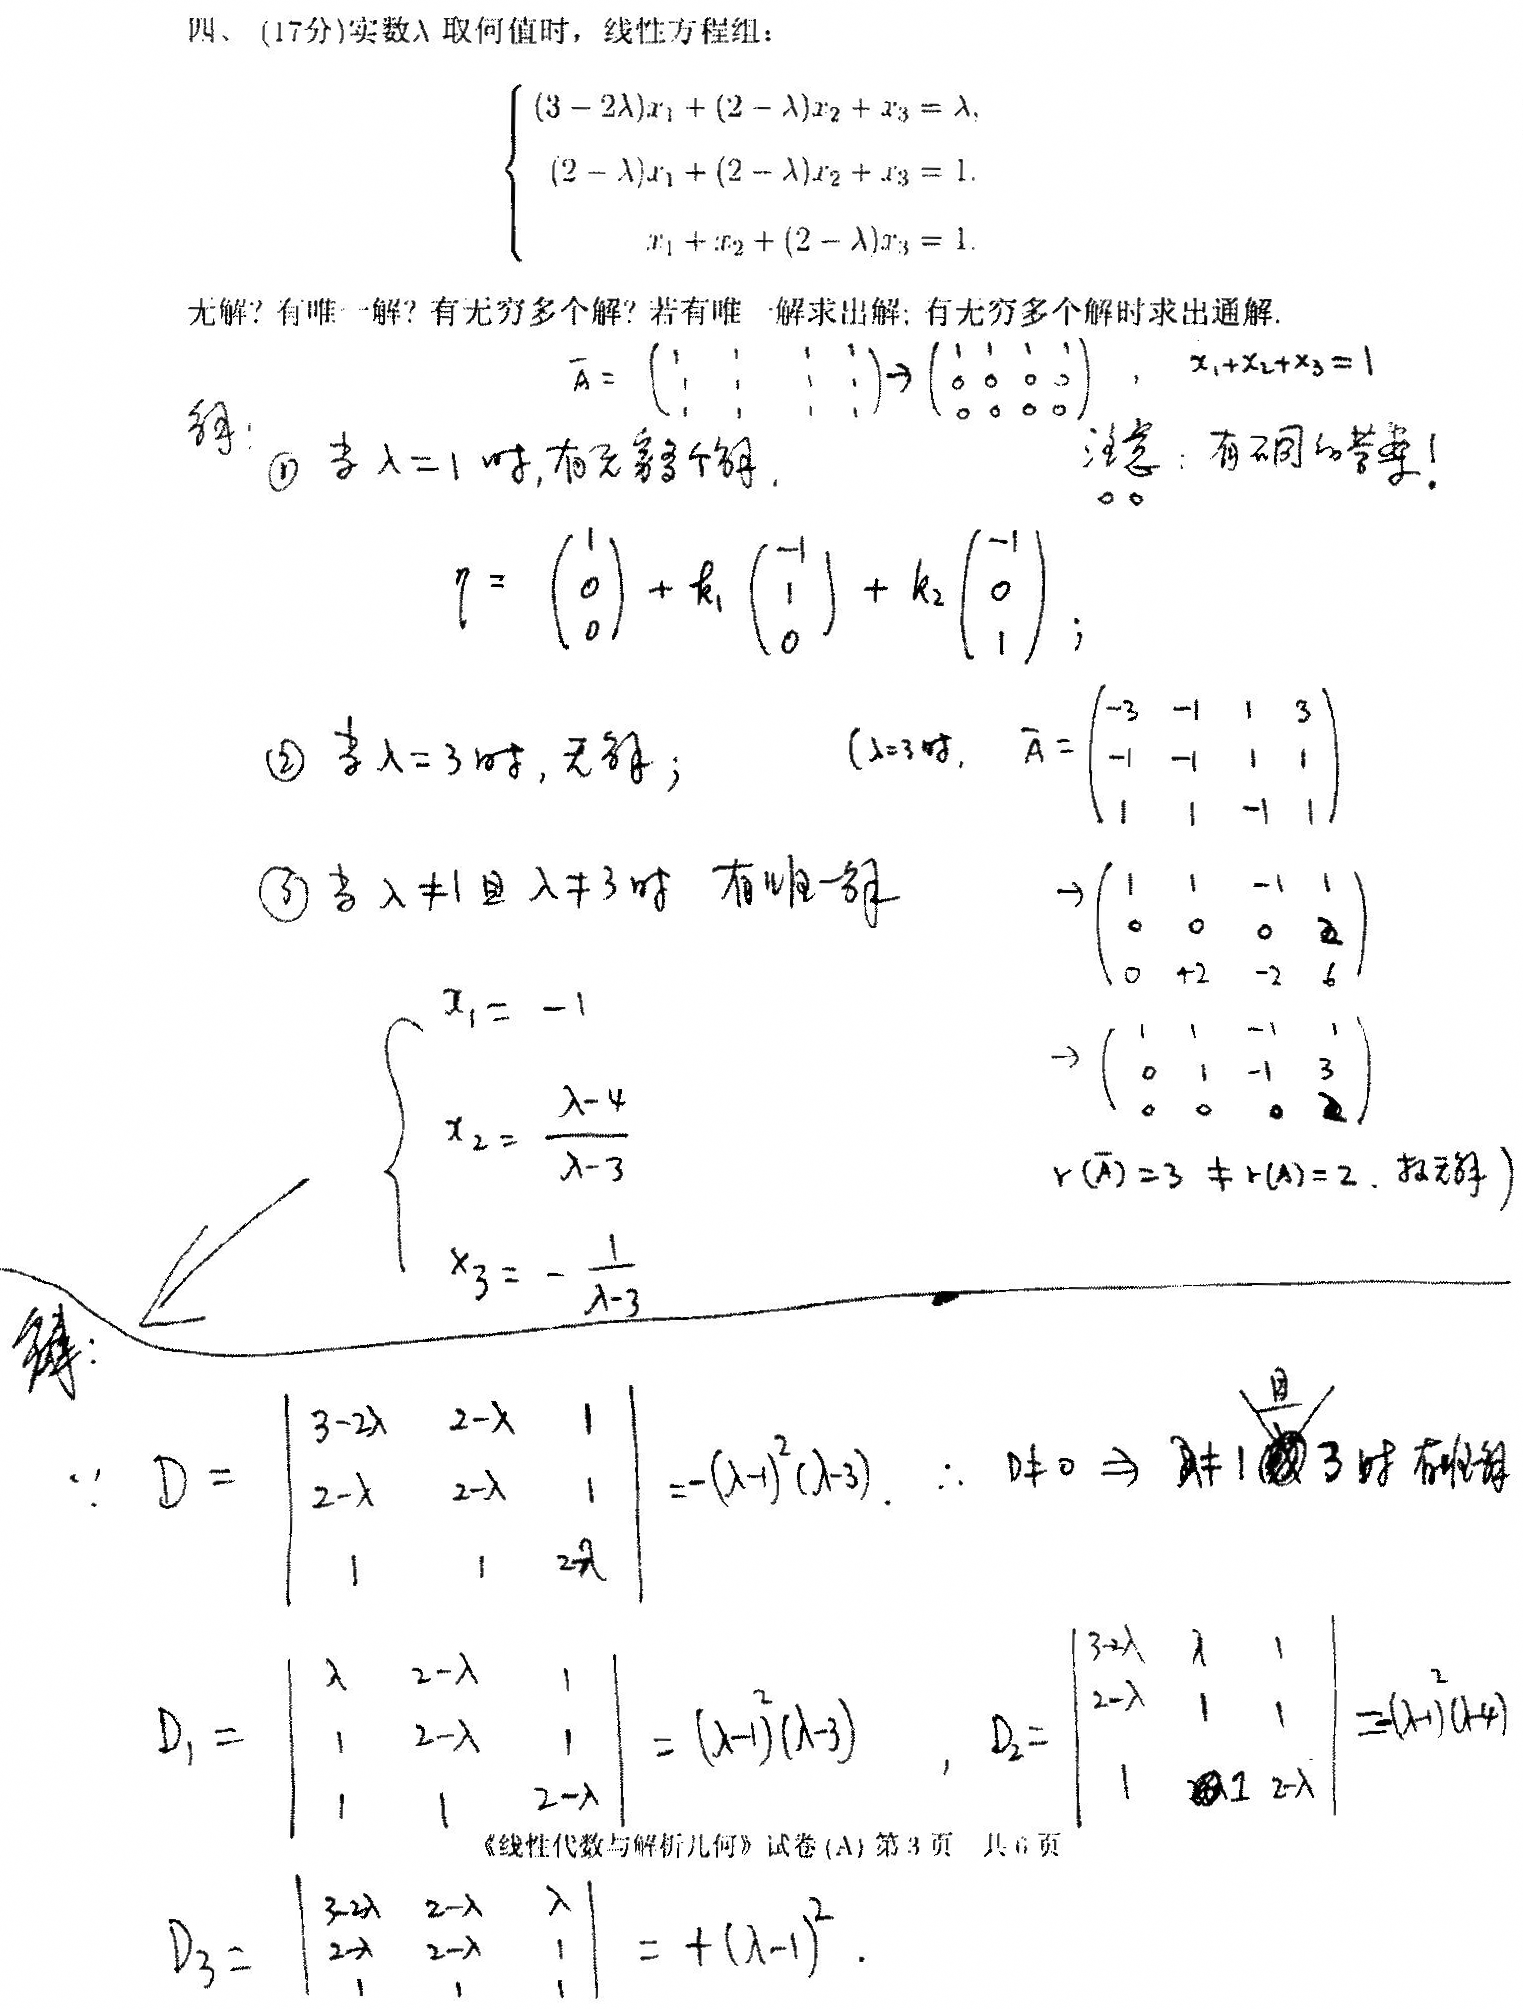 四、(17分)实数λ 取何值时，线性方程组：
(3 − 2λ)x₁ + (2 − λ)x₂ + x₃ = λ,
(2 − λ)x₁ + (2 − λ)x₂ + x₃ = 1.
x₁ + x₂ + (2 − λ)x₃ = 1.
无解? 有唯一解? 有无穷多个解? 若有唯一解求出解; 有无穷多个解时求出通解.
Ā = (1 1 1 1; 1 1 1 1; 1 1 1 1) → (1 1 1 1; 0 0 0 0; 0 0 0 0) , x₁+x₂+x₃=1
解:
① 当 λ=1 时,有无穷多个解.
注意: 有不同的答案!
η = (1; 0; 0) + k₁ (−1; 1; 0) + k₂ (−1; 0; 1) ;
② 当 λ=3 时, 无解;
(λ=3时, Ā = (−3 −1 1 3; −1 −1 1 1; 1 1 −1 1)
→ (1 1 −1 1; 0 0 0 2; 0 +2 −2 6)
→ (1 1 −1 1; 0 1 −1 3; 0 0 0 2)
r(Ā)=3 ≠ r(A)=2. 故无解)
③ 当 λ≠1 且 λ≠3 时 有唯一解
x₁ = −1
x₂ = (λ−4)/(λ−3)
x₃ = − 1/(λ−3)
解:
∵ D = |3−2λ 2−λ 1; 2−λ 2−λ 1; 1 1 2−λ| = −(λ−1)²(λ−3). ∴ D≠0 ⇒ λ≠1 且 3 时 有唯一解
D₁ = |λ 2−λ 1; 1 2−λ 1; 1 1 2−λ| = (λ−1)²(λ−3) , D₂ = |3−2λ λ 1; 2−λ 1 1; 1 1 2−λ| = −(λ−1)²(λ−4)
《线性代数与解析几何》试卷(A) 第 3 页 共 6 页
D₃ = |3−2λ 2−λ λ; 2−λ 2−λ 1; 1 1 1| = +(λ−1)².